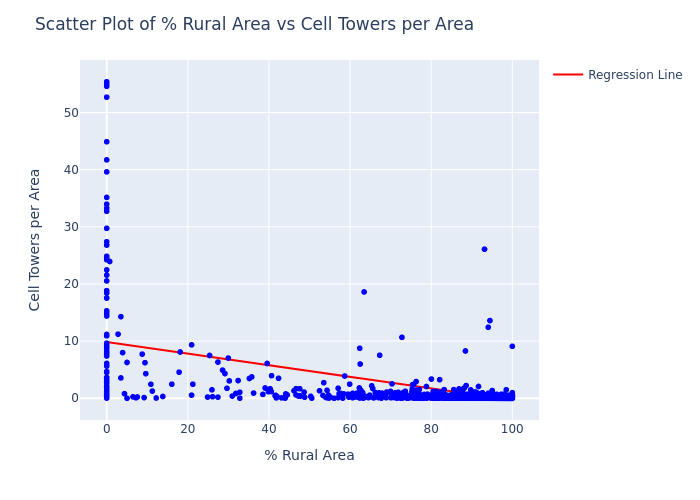 Scatter Plot of % Rural Area vs Cell Towers per Area
Regression Line
50
40
30
20
10
0
Cell Towers per Area
0 20 40 60 80 100
% Rural Area